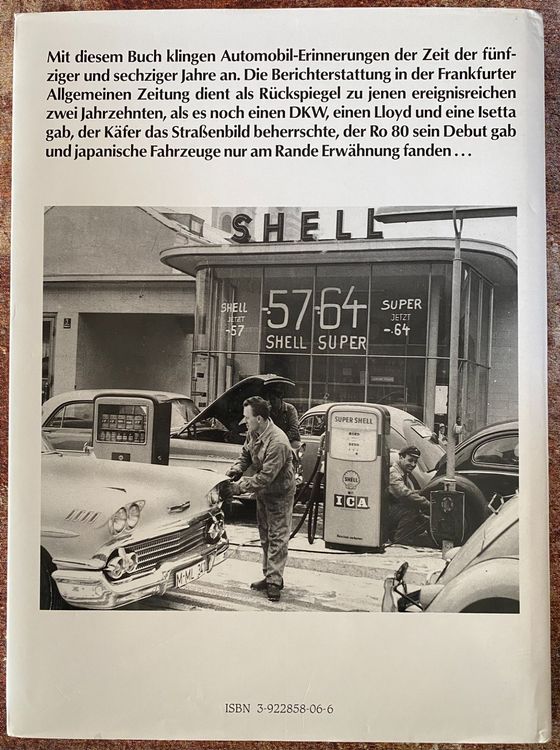 Mit diesem Buch klingen Automobil-Erinnerungen der Zeit der fünf-
ziger und sechziger Jahre an. Die Berichterstattung in der Frankfurter
Allgemeinen Zeitung dient als Rückspiegel zu jenen ereignisreichen
zwei Jahrzehnten, als es noch einen DKW, einen Lloyd und eine Isetta
gab, der Käfer das Straßenbild beherrschte, der Ro 80 sein Debut gab
und japanische Fahrzeuge nur am Rande Erwähnung fanden ...
SHELL
SHELL JETZT -57
-57 -64
SHELL SUPER
SUPER JETZT -.64
SUPER SHELL
SHELL
MIT
ICA
M-ML
ISBN 3-922858-06-6